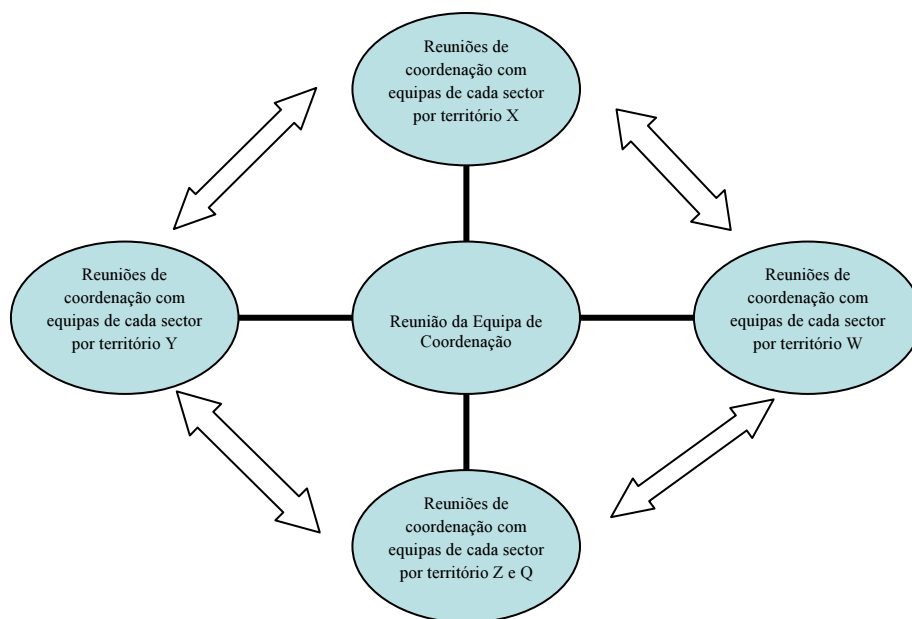 Reuniões de
coordenação com
equipas de cada sector
por território X
Reuniões de
coordenação com
equipas de cada sector
por território Y
Reunião da Equipa de
Coordenação
Reuniões de
coordenação com
equipas de cada sector
por território W
Reuniões de
coordenação com
equipas de cada sector
por território Z e Q